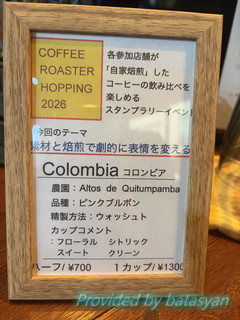 COFFEE
ROASTER
HOPPING
2026
各参加店舗が
「自家焙煎」した
コーヒーの飲み比べを
楽しめる
スタンプラリーイベント
今回のテーマ
素材と焙煎で劇的に表情を変える
Colombia コロンビア
農園：Altos de Quitumpamba
品種：ピンクブルボン
精製方法：ウォッシュト
カップコメント
：フローラル シトリック
スイート クリーン
ハーフ/ ¥700 1カップ/ ¥1300
Provided by batasyan